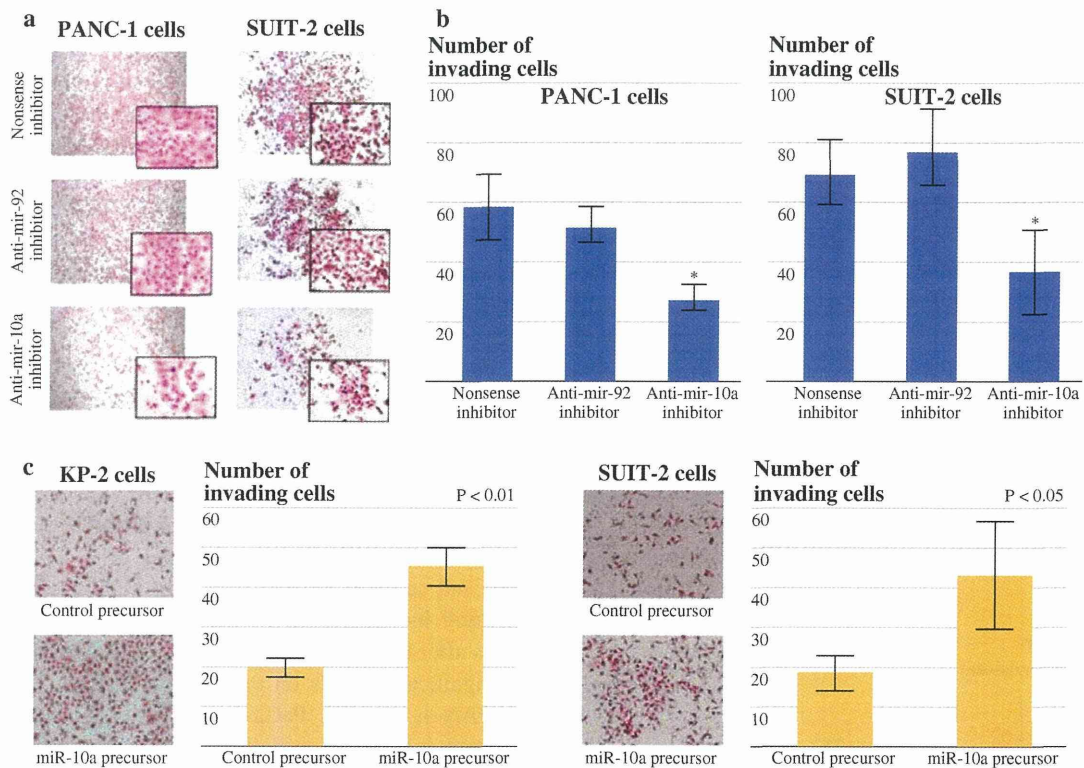 a
PANC-1 cells
SUIT-2 cells
Nonsense
inhibitor
Anti-mir-92
inhibitor
Anti-mir-10a
inhibitor
b
Number of
invading cells
PANC-1 cells
100
80
60
40
20
Nonsense
inhibitor
Anti-mir-92
inhibitor
*
Anti-mir-10a
inhibitor
Number of
invading cells
SUIT-2 cells
100
80
60
40
20
Nonsense
inhibitor
Anti-mir-92
inhibitor
*
Anti-mir-10a
inhibitor
c
KP-2 cells
Control precursor
miR-10a precursor
Number of
invading cells
P < 0.01
60
50
40
30
20
10
Control precursor
miR-10a precursor
SUIT-2 cells
Control precursor
miR-10a precursor
Number of
invading cells
P < 0.05
60
50
40
30
20
10
Control precursor
miR-10a precursor